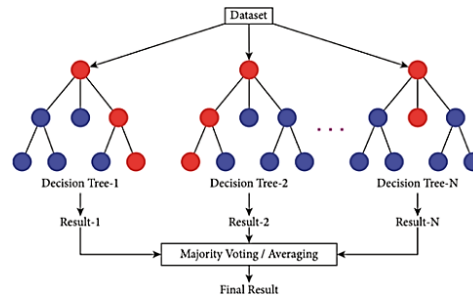 Dataset
Decision Tree-1
Decision Tree-2
Decision Tree-N
Result-1
Result-2
Result-N
Majority Voting / Averaging
Final Result